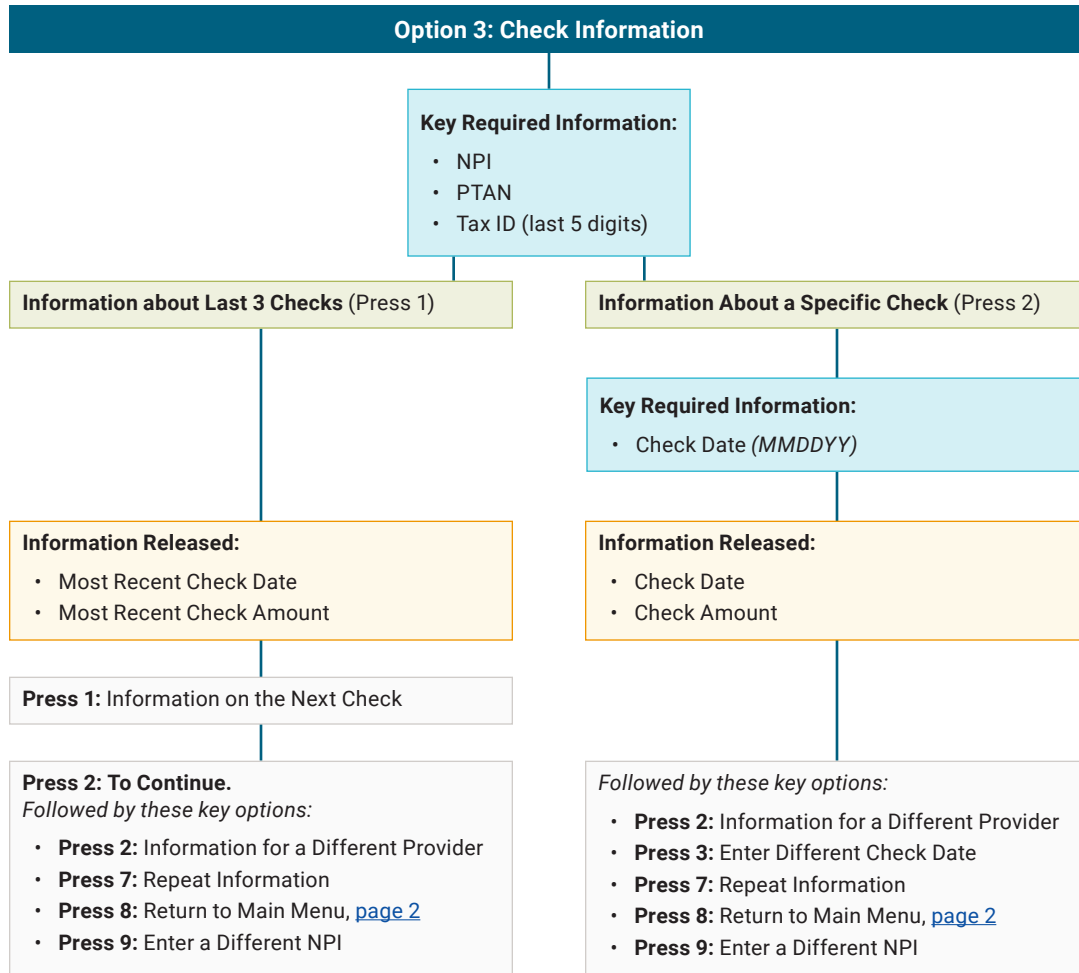 Option 3: Check Information
Key Required Information:
• NPI
• PTAN
• Tax ID (last 5 digits)
Information about Last 3 Checks (Press 1)
Information Released:
• Most Recent Check Date
• Most Recent Check Amount
Press 1: Information on the Next Check
Press 2: To Continue.
Followed by these key options:
• Press 2: Information for a Different Provider
• Press 7: Repeat Information
• Press 8: Return to Main Menu, page 2
• Press 9: Enter a Different NPI
Information About a Specific Check (Press 2)
Key Required Information:
• Check Date (MMDDYY)
Information Released:
• Check Date
• Check Amount
Followed by these key options:
• Press 2: Information for a Different Provider
• Press 3: Enter Different Check Date
• Press 7: Repeat Information
• Press 8: Return to Main Menu, page 2
• Press 9: Enter a Different NPI